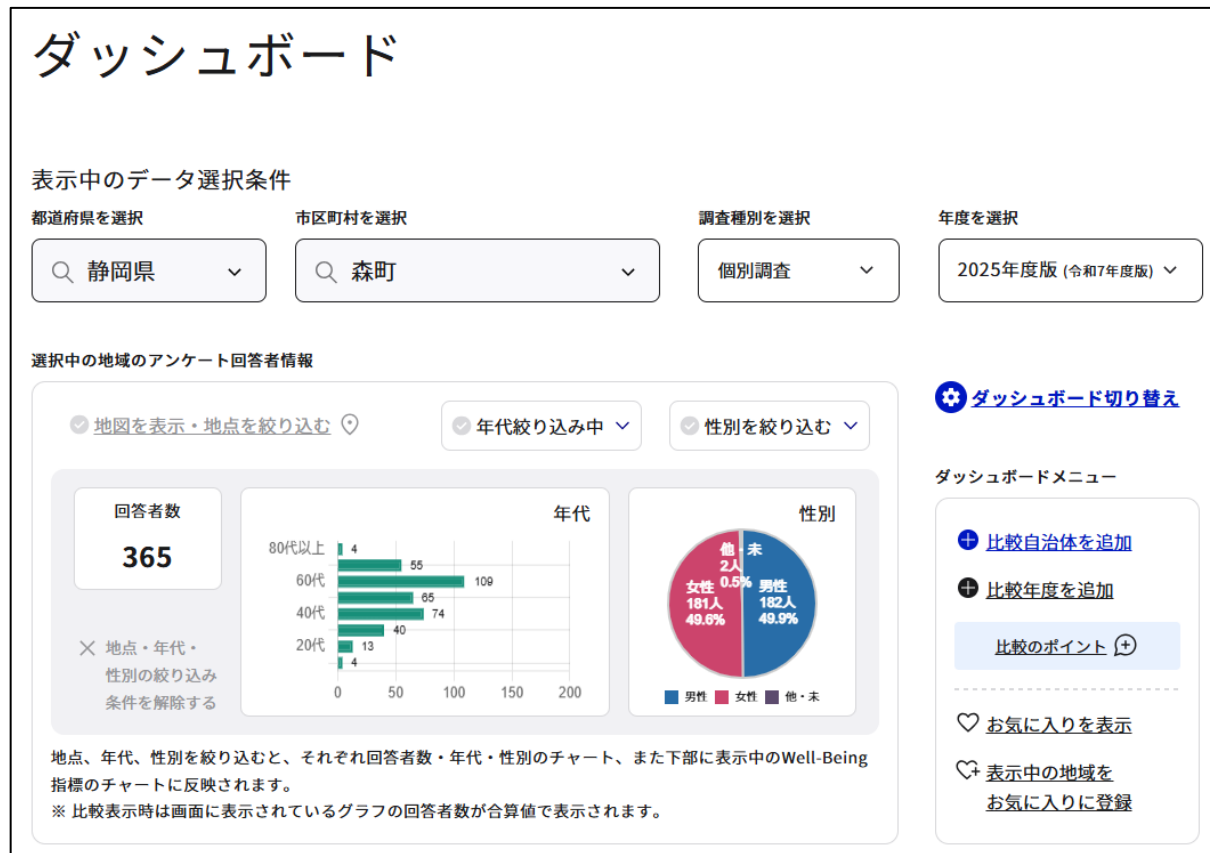 ダッシュボード
表示中のデータ選択条件
都道府県を選択
静岡県
市区町村を選択
森町
調査種別を選択
個別調査
年度を選択
2025年度版 (令和7年度版)
選択中の地域のアンケート回答者情報
地図を表示・地点を絞り込む
年代絞り込み中
性別を絞り込む
回答者数
365
地点・年代・
性別の絞り込み
条件を解除する
年代
80代以上
4
55
60代
109
65
40代
74
40
20代
13
4
0 50 100 150 200
性別
他・未
2人
0.5%
女性
181人
49.6%
男性
182人
49.9%
男性 女性 他・未
地点、年代、性別を絞り込むと、それぞれ回答者数・年代・性別のチャート、また下部に表示中のWell-Being
指標のチャートに反映されます。
※ 比較表示時は画面に表示されているグラフの回答者数が合算値で表示されます。
ダッシュボード切り替え
ダッシュボードメニュー
比較自治体を追加
比較年度を追加
比較のポイント
お気に入りを表示
表示中の地域を
お気に入りに登録